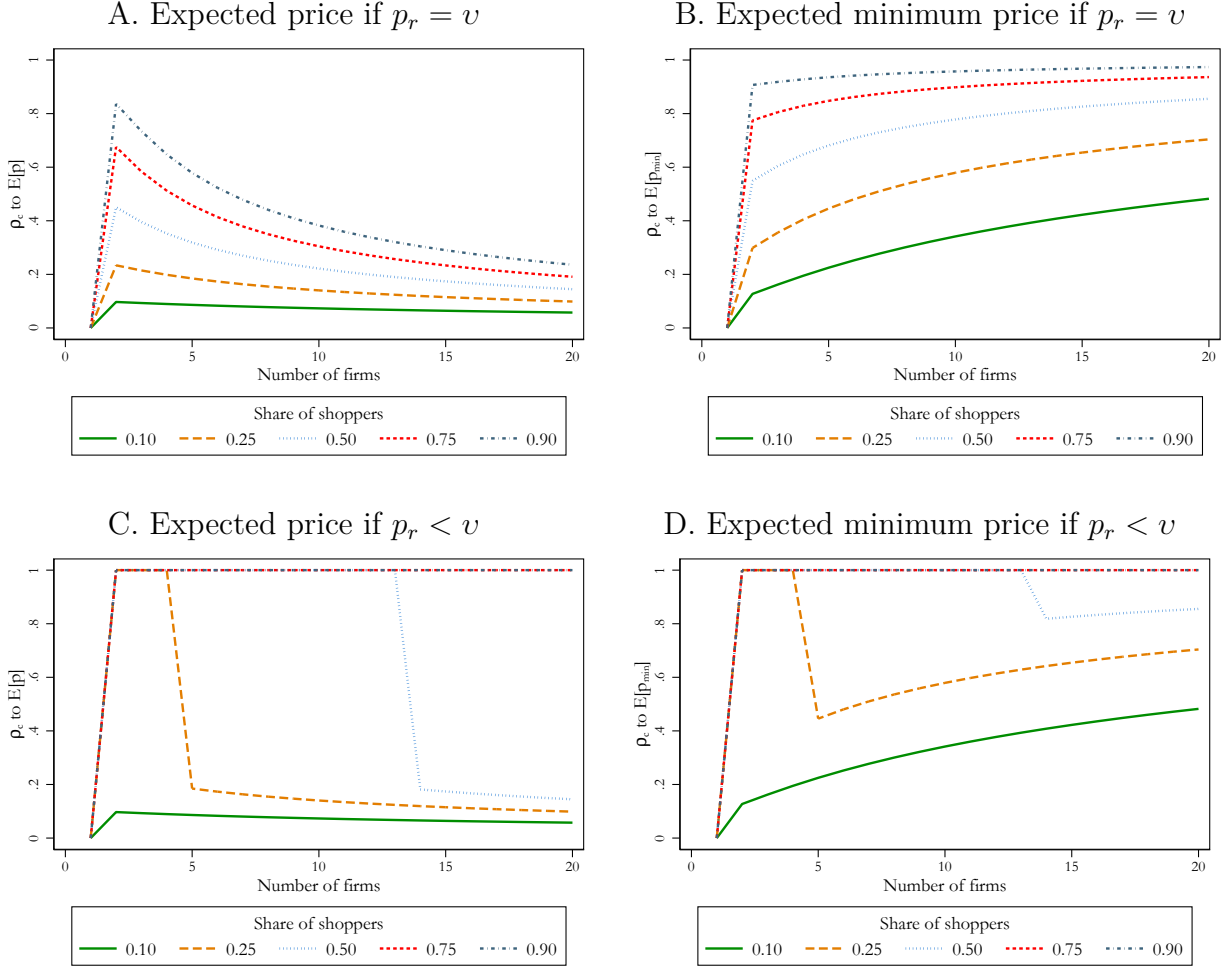 A. Expected price if pᵣ = υ
ρ_c to E[p]
1
.8
.6
.4
.2
0
0 5 10 15 20
Number of firms
Share of shoppers
0.10 0.25 0.50 0.75 0.90
B. Expected minimum price if pᵣ = υ
ρ_c to E[p_min]
1
.8
.6
.4
.2
0
0 5 10 15 20
Number of firms
Share of shoppers
0.10 0.25 0.50 0.75 0.90
C. Expected price if pᵣ < υ
ρ_c to E[p]
1
.8
.6
.4
.2
0
0 5 10 15 20
Number of firms
Share of shoppers
0.10 0.25 0.50 0.75 0.90
D. Expected minimum price if pᵣ < υ
ρ_c to E[p_min]
1
.8
.6
.4
.2
0
0 5 10 15 20
Number of firms
Share of shoppers
0.10 0.25 0.50 0.75 0.90